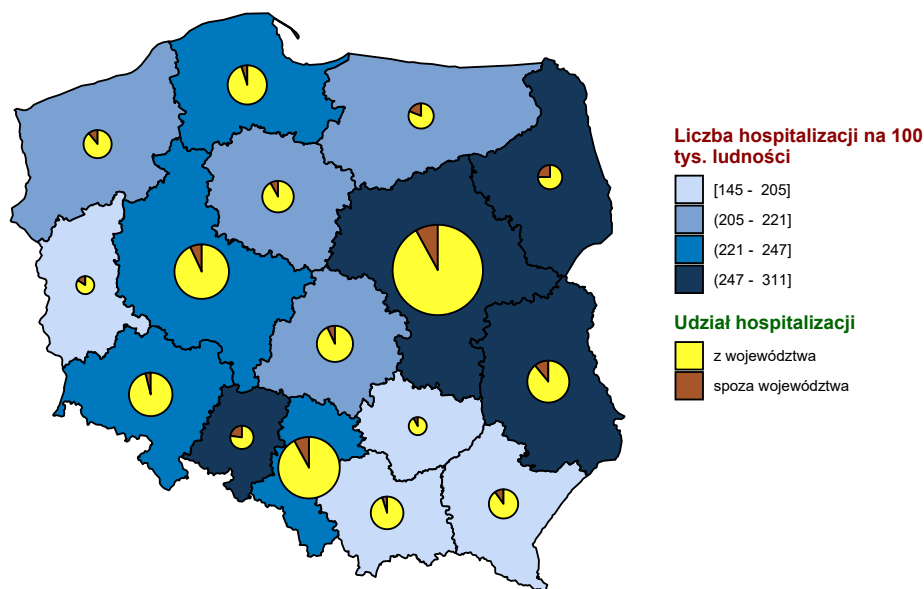 Liczba hospitalizacji na 100
tys. ludności
[145 - 205]
(205 - 221]
(221 - 247]
(247 - 311]
Udział hospitalizacji
z województwa
spoza województwa